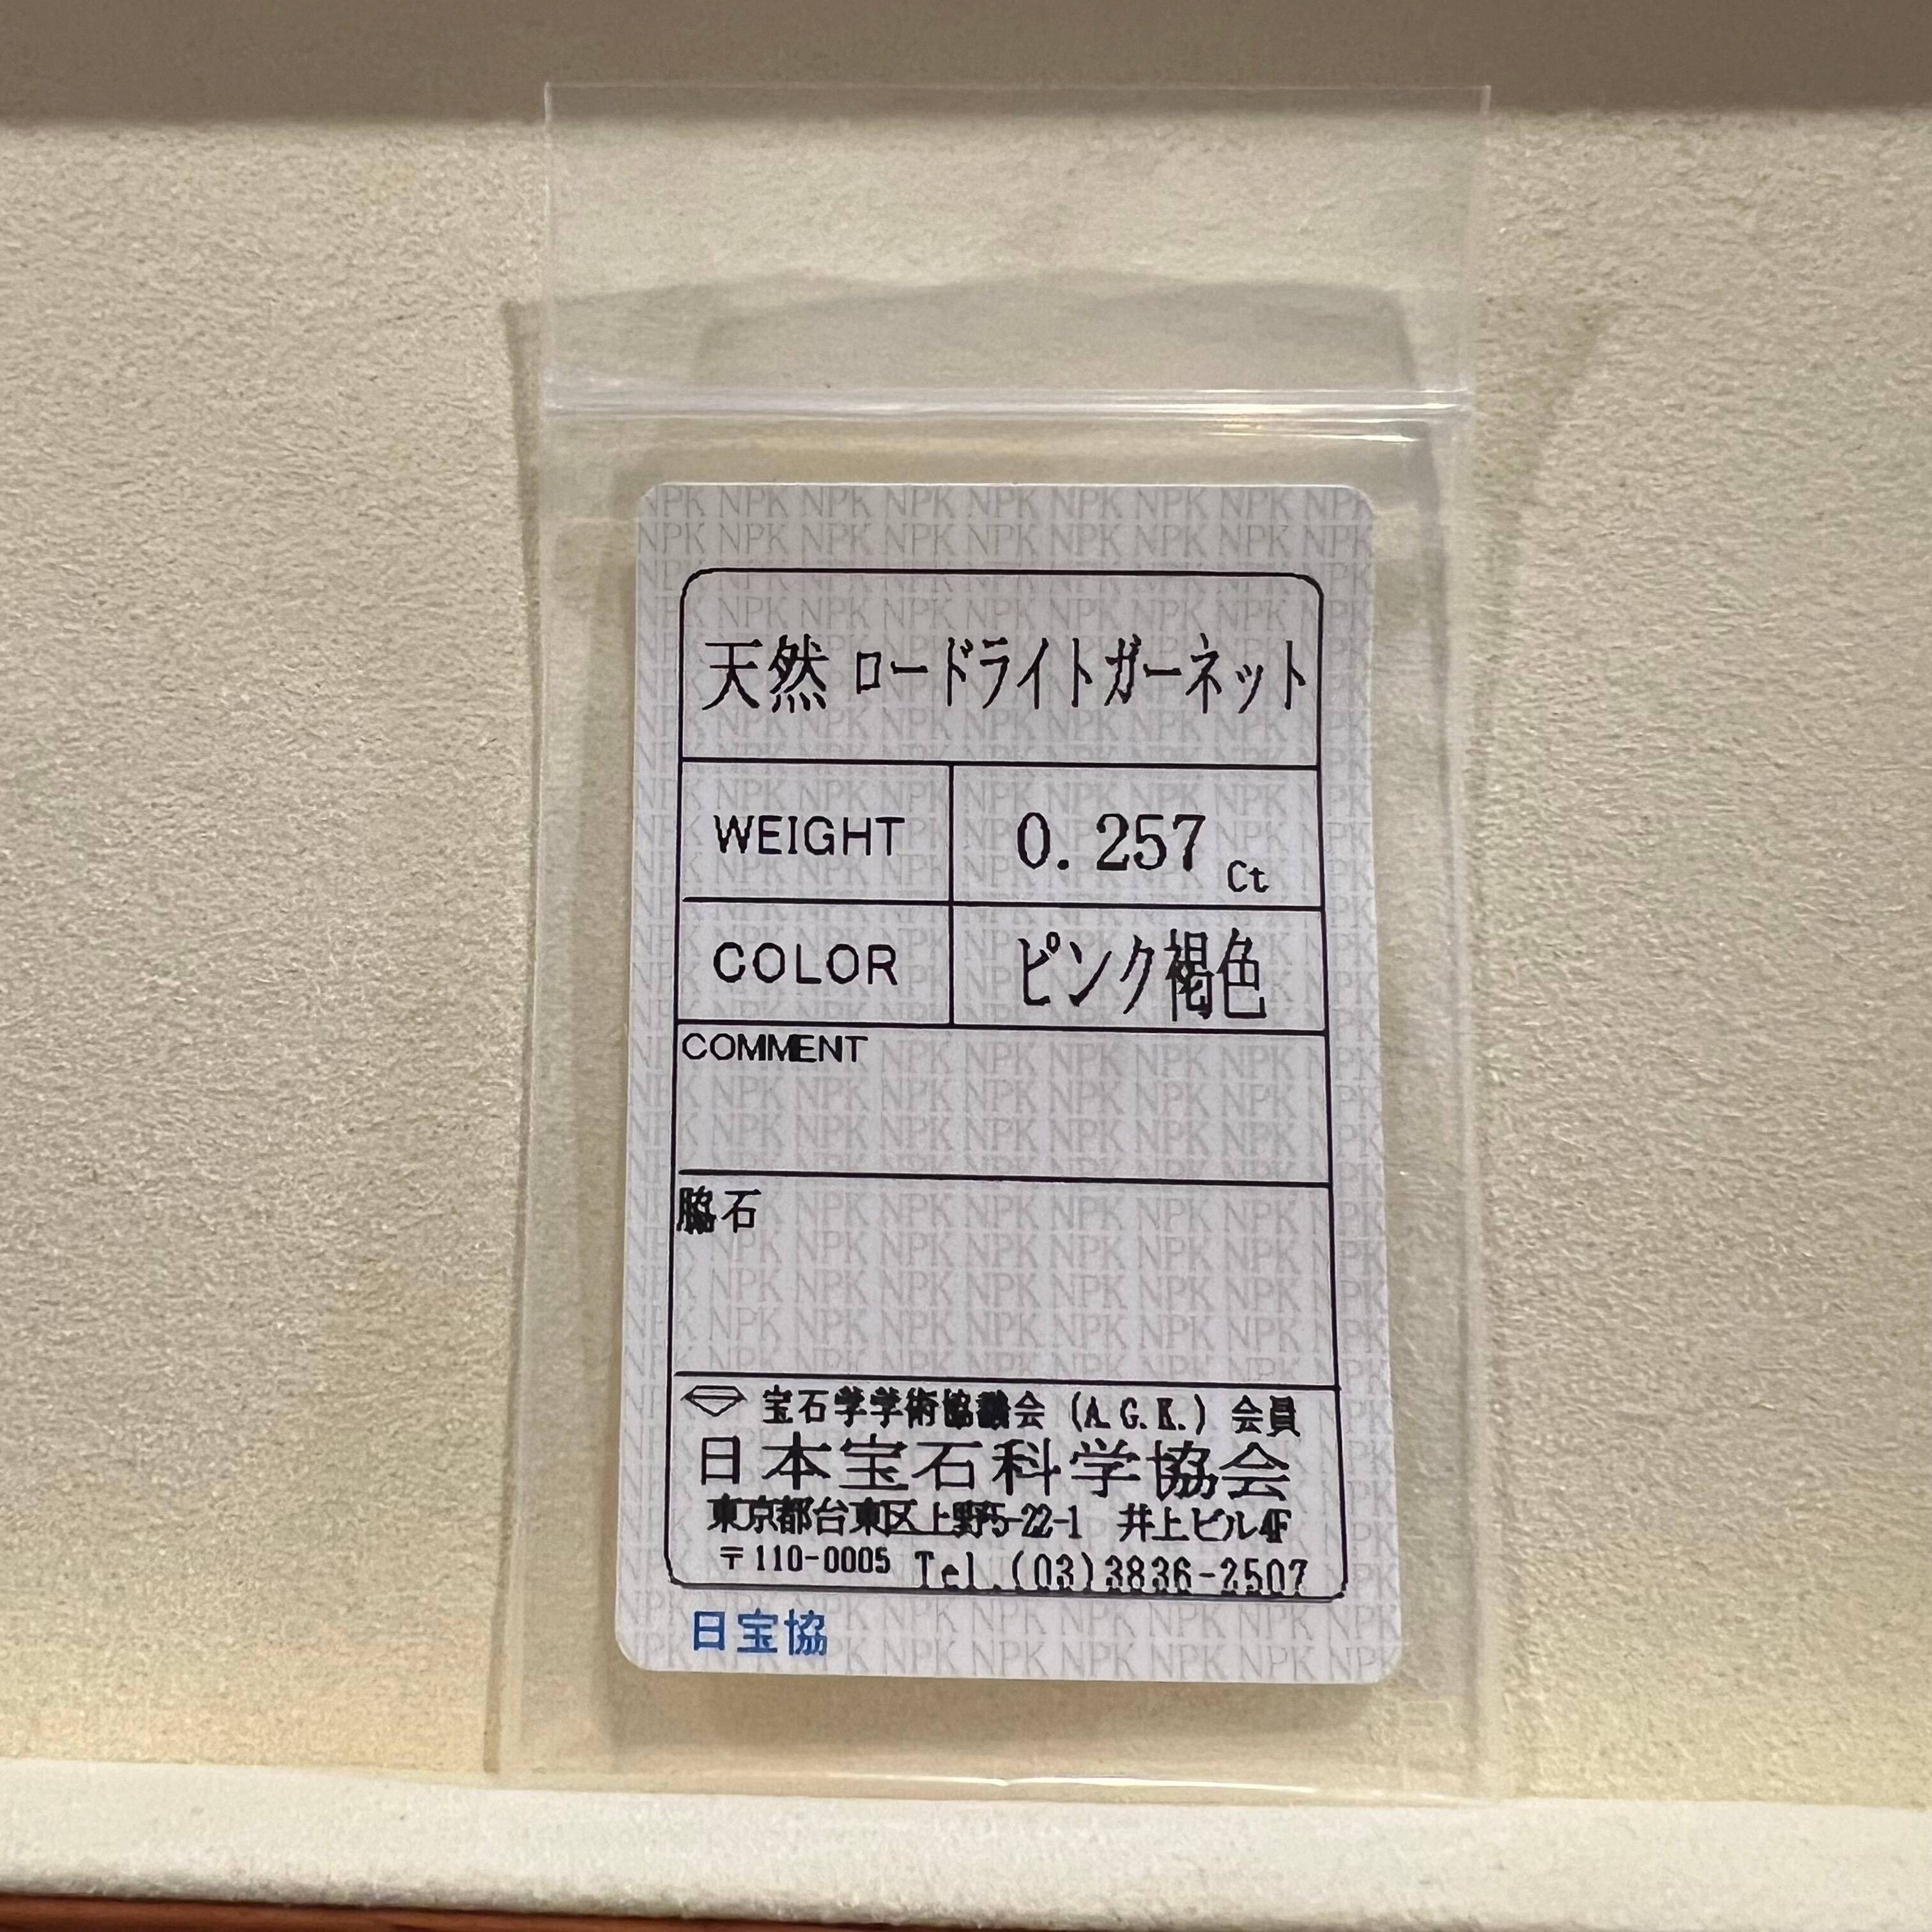 天然 ロードライトガーネット
WEIGHT 0.257 Ct
COLOR ピンク褐色
COMMENT
脇石
宝石学学術協議会 (A.G.K.) 会員
日本宝石科学協会
東京都台東区上野5-22-1 井上ビル4F
〒110-0005 Tel.(03)3836-2507
日宝協
NPK